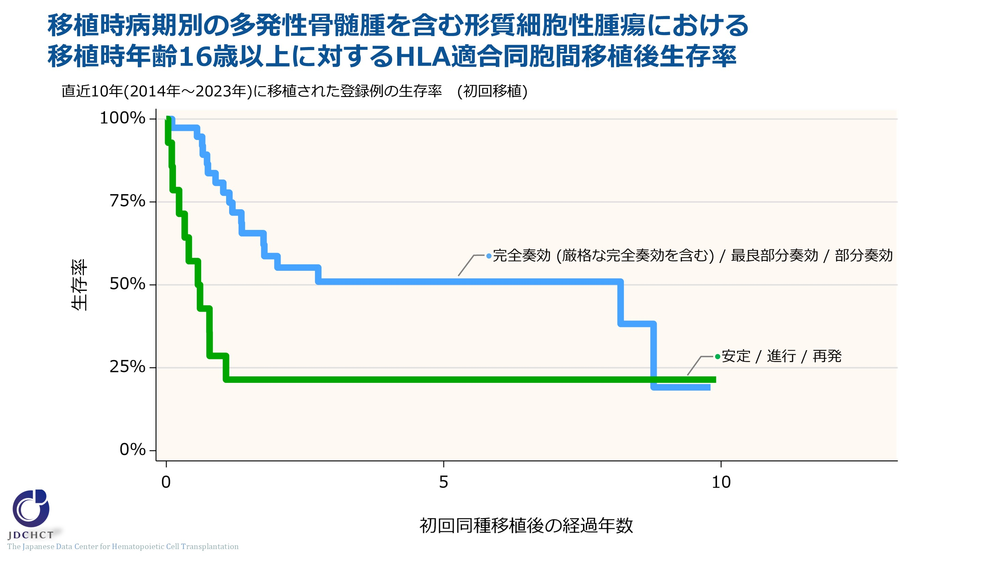 移植時病期別の多発性骨髄腫を含む形質細胞性腫瘍における
移植時年齢16歳以上に対するHLA適合同胞間移植後生存率
直近10年(2014年～2023年)に移植された登録例の生存率　(初回移植)
100%
75%
50%
25%
0%
生存率
完全奏効 (厳格な完全奏効を含む) / 最良部分奏効 / 部分奏効
安定 / 進行 / 再発
0
5
10
初回同種移植後の経過年数
JDCHCT
The Japanese Data Center for Hematopoietic Cell Transplantation